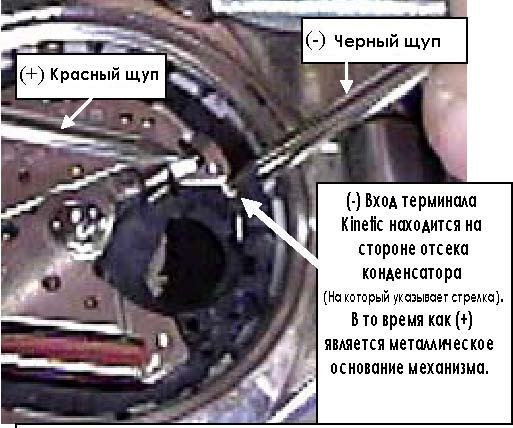 (-) Черный щуп
(+) Красный щуп
(-) Вход терминала
Kinetic находится на
стороне отсека
конденсатора
(На который указывает стрелка).
В то время как (+)
является металлическое
основание механизма.